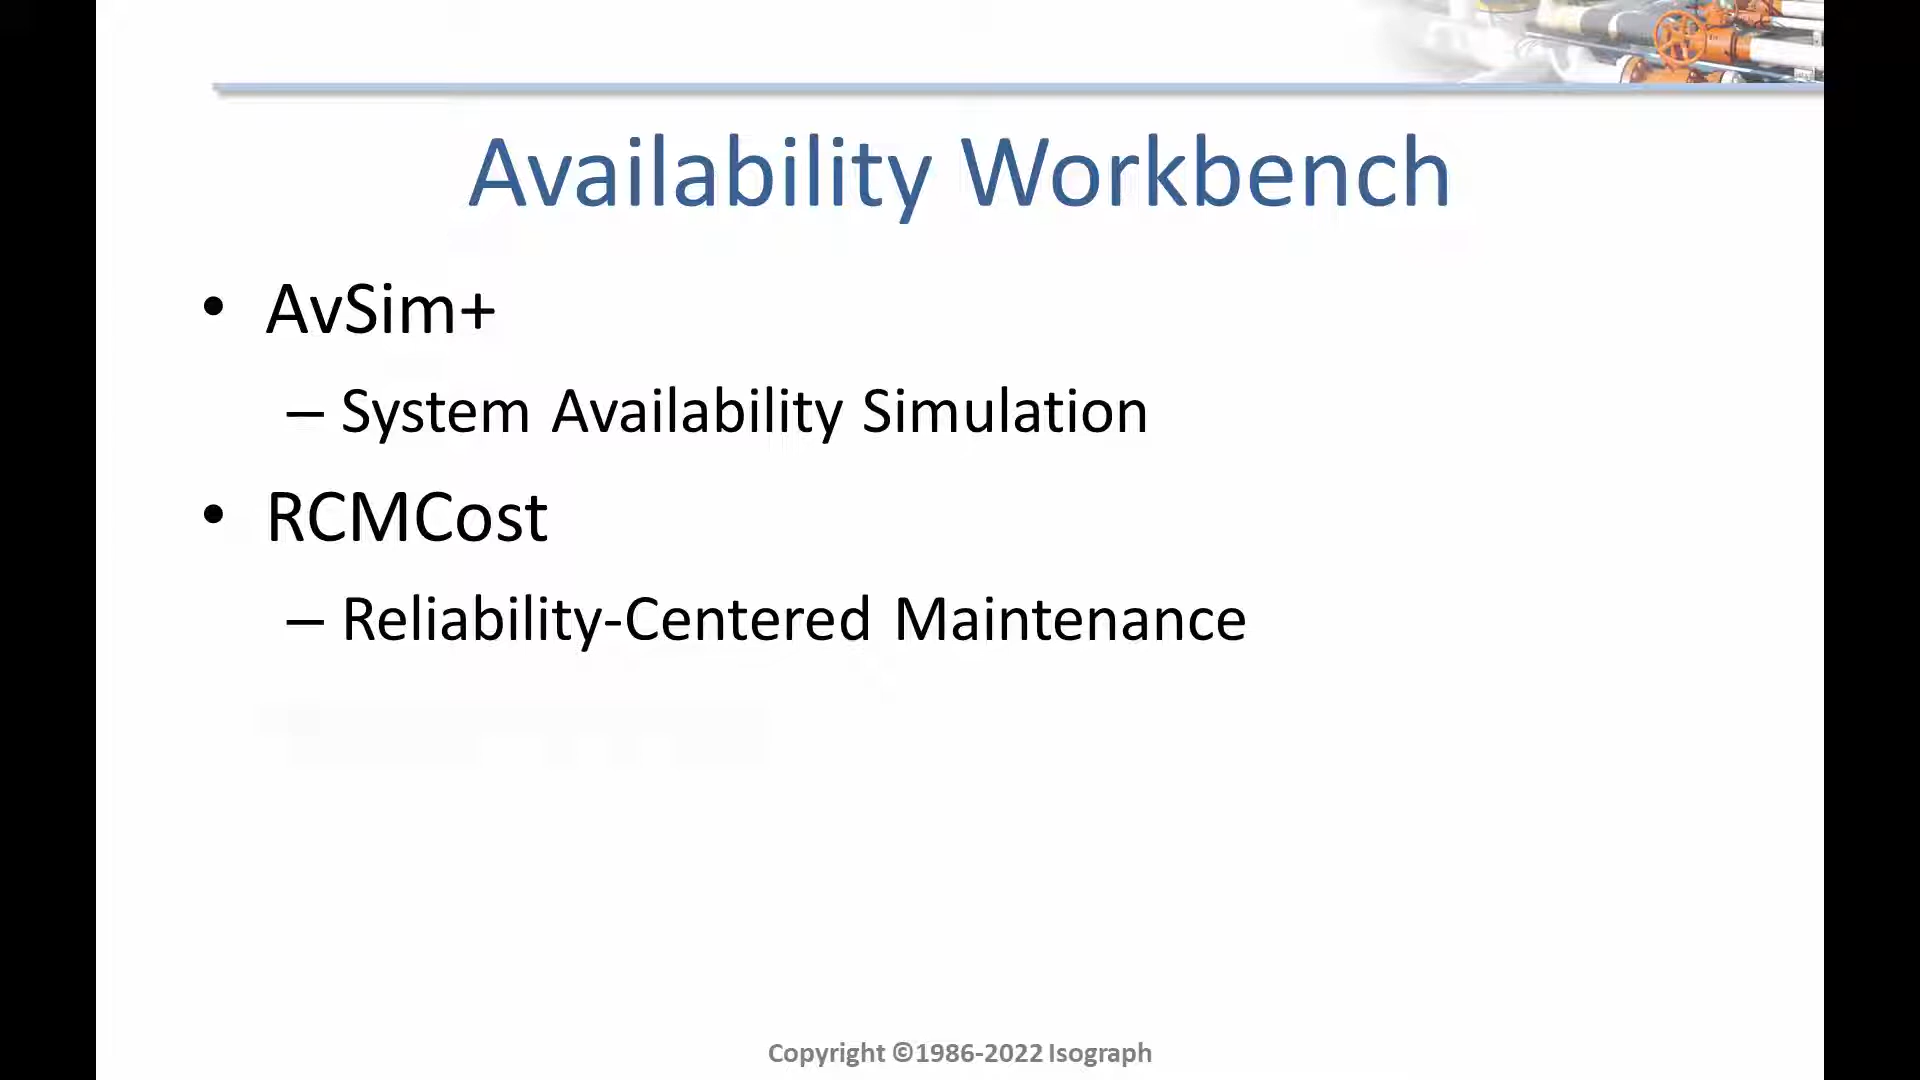 Availability Workbench
• AvSim+
– System Availability Simulation
• RCMCost
– Reliability-Centered Maintenance
Copyright ©1986-2022 Isograph